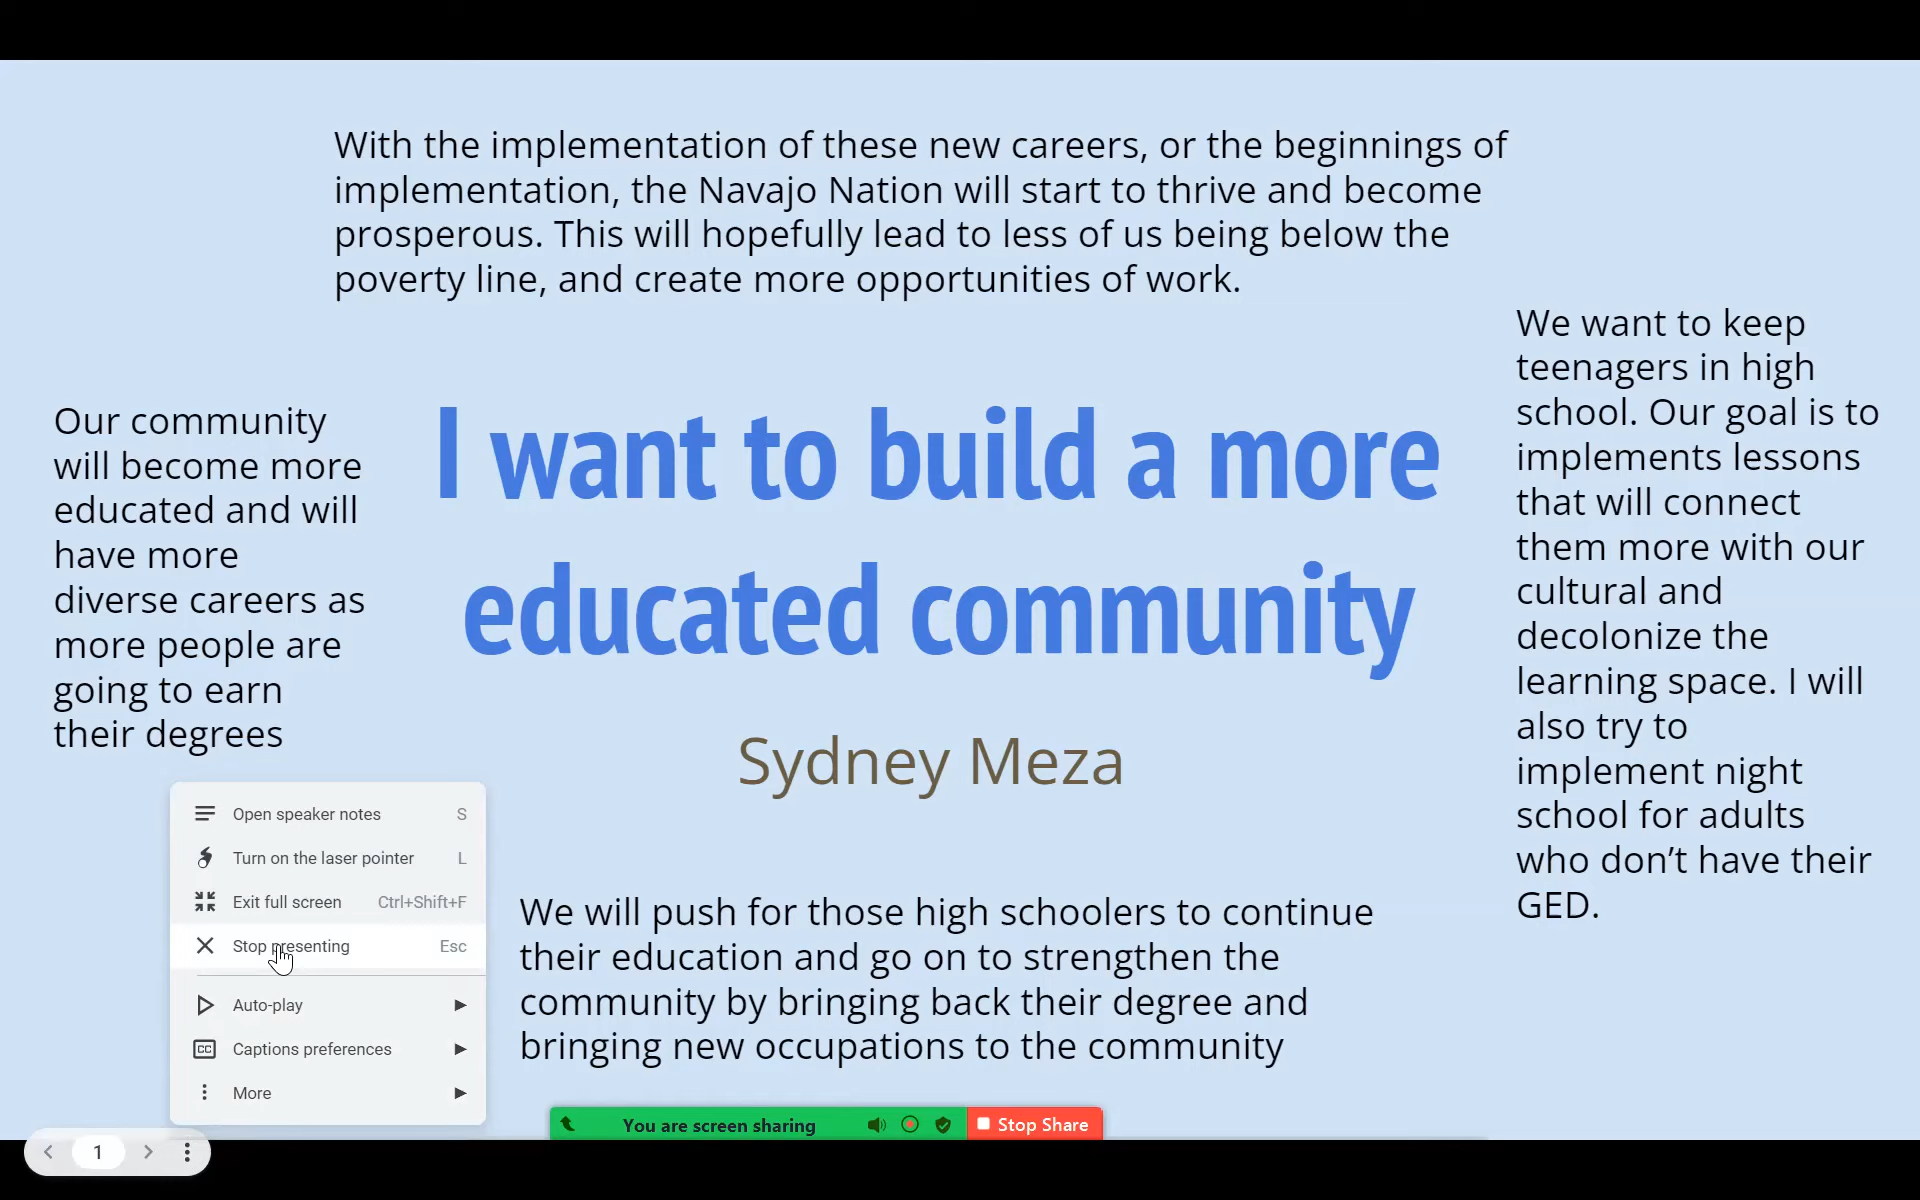 With the implementation of these new careers, or the beginnings of
implementation, the Navajo Nation will start to thrive and become
prosperous. This will hopefully lead to less of us being below the
poverty line, and create more opportunities of work.
Our community
will become more
educated and will
have more
diverse careers as
more people are
going to earn
their degrees
I want to build a more
educated community
Sydney Meza
We want to keep
teenagers in high
school. Our goal is to
implements lessons
that will connect
them more with our
cultural and
decolonize the
learning space. I will
also try to
implement night
school for adults
who don’t have their
GED.
We will push for those high schoolers to continue
their education and go on to strengthen the
community by bringing back their degree and
bringing new occupations to the community
Open speaker notes S
Turn on the laser pointer L
Exit full screen Ctrl+Shift+F
Stop presenting Esc
Auto-play
CC Captions preferences
More
You are screen sharing Stop Share
1